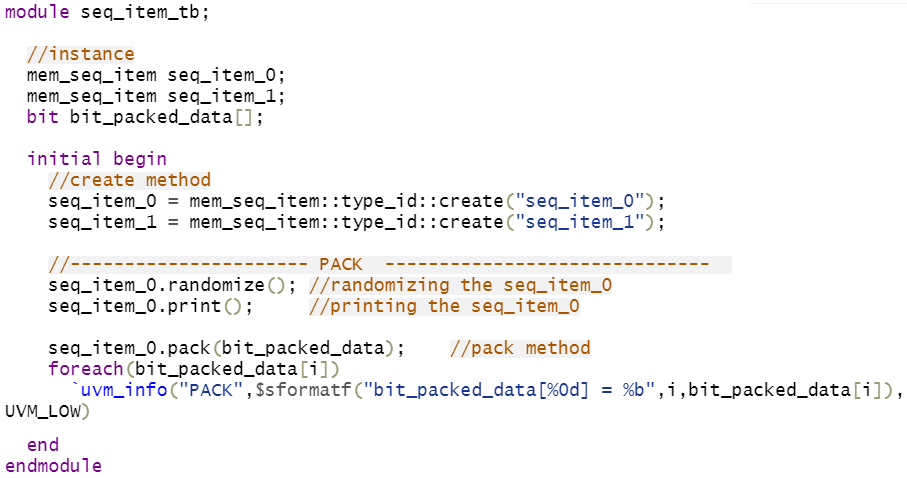 module seq_item_tb;
//instance
mem_seq_item seq_item_0;
mem_seq_item seq_item_1;
bit bit_packed_data[];
initial begin
//create method
seq_item_0 = mem_seq_item::type_id::create("seq_item_0");
seq_item_1 = mem_seq_item::type_id::create("seq_item_1");
//---------------------- PACK  ------------------------------
seq_item_0.randomize(); //randomizing the seq_item_0
seq_item_0.print();     //printing the seq_item_0
seq_item_0.pack(bit_packed_data);    //pack method
foreach(bit_packed_data[i])
`uvm_info("PACK",$sformatf("bit_packed_data[%0d] = %b",i,bit_packed_data[i]),
UVM_LOW)
end
endmodule